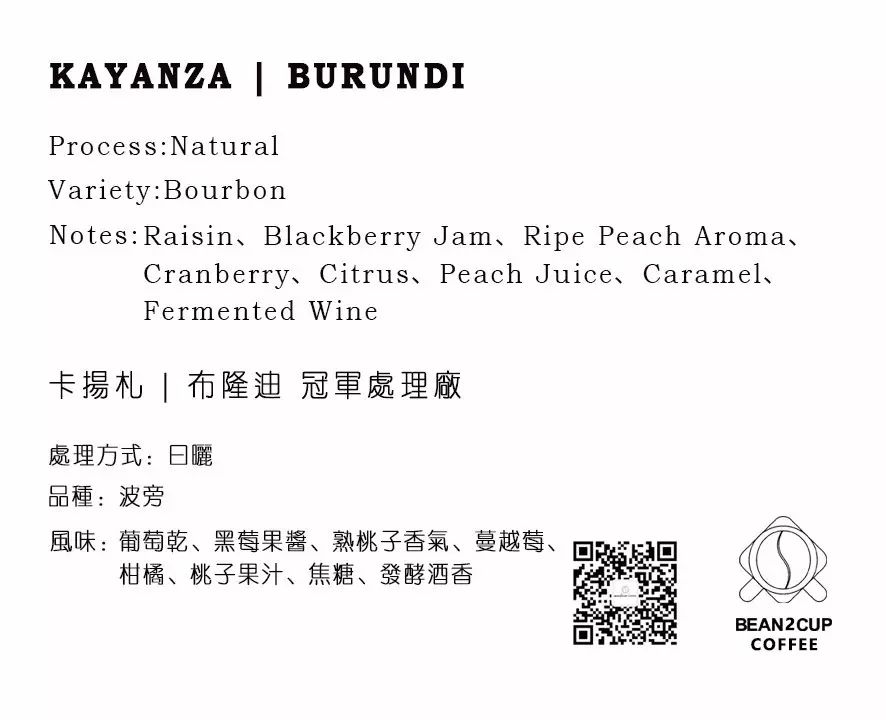 KAYANZA | BURUNDI
Process:Natural
Variety:Bourbon
Notes:Raisin、Blackberry Jam、Ripe Peach Aroma、
Cranberry、Citrus、Peach Juice、Caramel、
Fermented Wine
卡揚札 | 布隆迪 冠軍處理廠
處理方式：日曬
品種：波旁
風味：葡萄乾、黑莓果醬、熟桃子香氣、蔓越莓、
柑橘、桃子果汁、焦糖、發酵酒香
BEAN2CUP
COFFEE